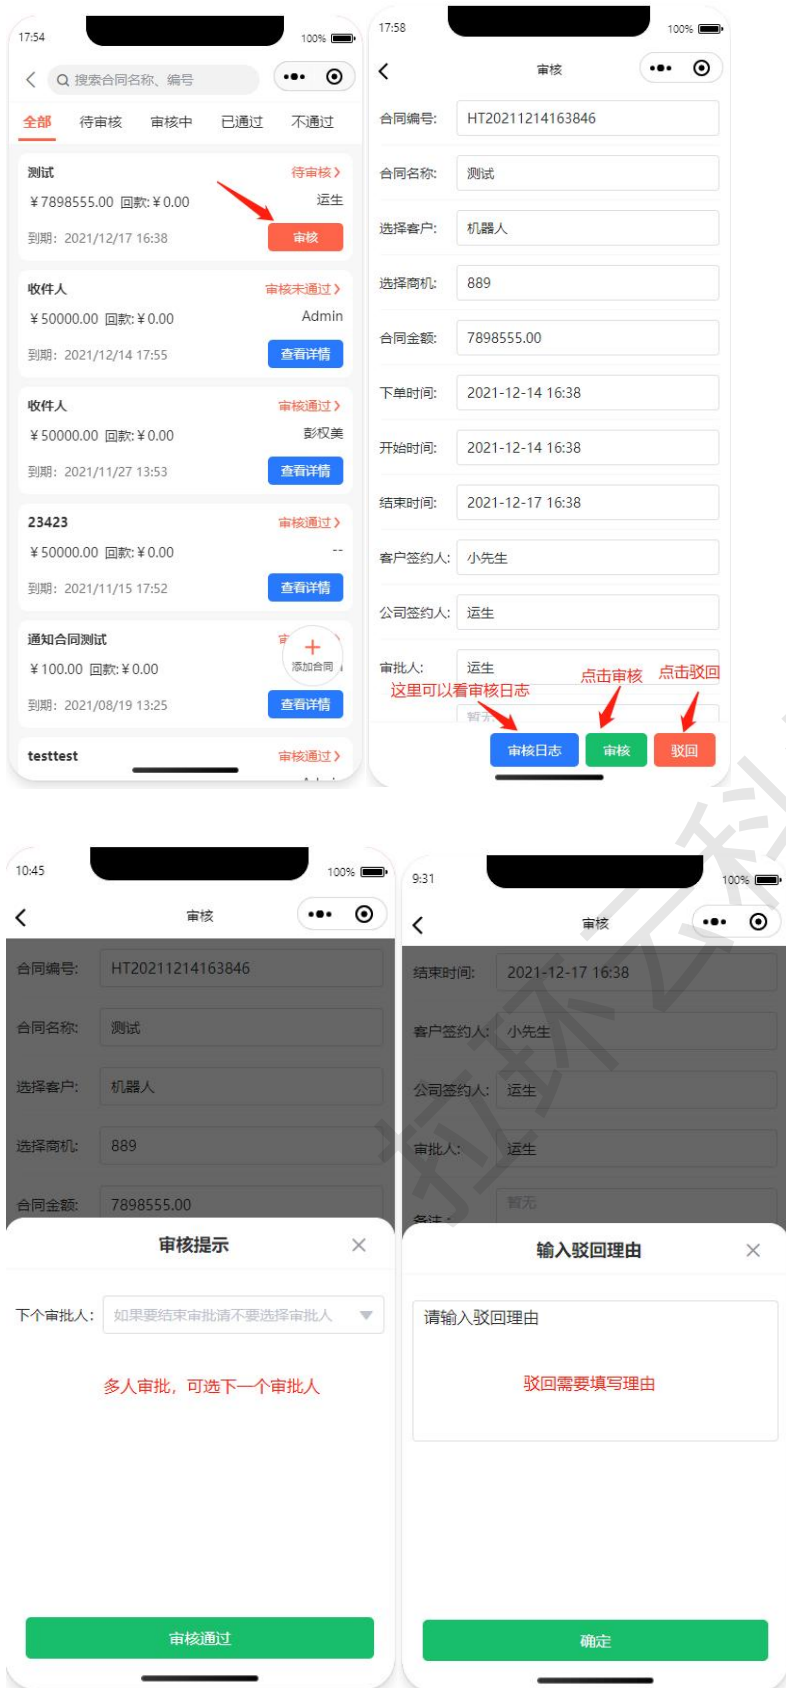 17:54
100%
搜索合同名称、编号
全部 待审核 审核中 已通过 不通过
测试 待审核
￥7898555.00 回款:￥0.00 运生
到期: 2021/12/17 16:38 审核
收件人 审核未通过
￥50000.00 回款:￥0.00 Admin
到期: 2021/12/14 17:55 查看详情
收件人 审核通过
￥50000.00 回款:￥0.00 彭权美
到期: 2021/11/27 13:53 查看详情
23423 审核通过
￥50000.00 回款:￥0.00 --
到期: 2021/11/15 17:52 查看详情
通知合同测试
￥100.00 回款:￥0.00
添加合同
到期: 2021/08/19 13:25 查看详情
testtest 审核通过
17:58
100%
审核
合同编号: HT20211214163846
合同名称: 测试
选择客户: 机器人
选择商机: 889
合同金额: 7898555.00
下单时间: 2021-12-14 16:38
开始时间: 2021-12-14 16:38
结束时间: 2021-12-17 16:38
客户签约人: 小先生
公司签约人: 运生
审批人: 运生
这里可以看审核日志 点击审核 点击驳回
暂无
审核日志 审核 驳回
10:45
100%
审核
合同编号: HT20211214163846
合同名称: 测试
选择客户: 机器人
选择商机: 889
合同金额: 7898555.00
审核提示
下个审批人: 如果要结束审批请不要选择审批人
多人审批，可选下一个审批人
审核通过
9:31
100%
审核
结束时间: 2021-12-17 16:38
客户签约人: 小先生
公司签约人: 运生
审批人: 运生
暂无
备注:
输入驳回理由
请输入驳回理由
驳回需要填写理由
确定
拉环云科